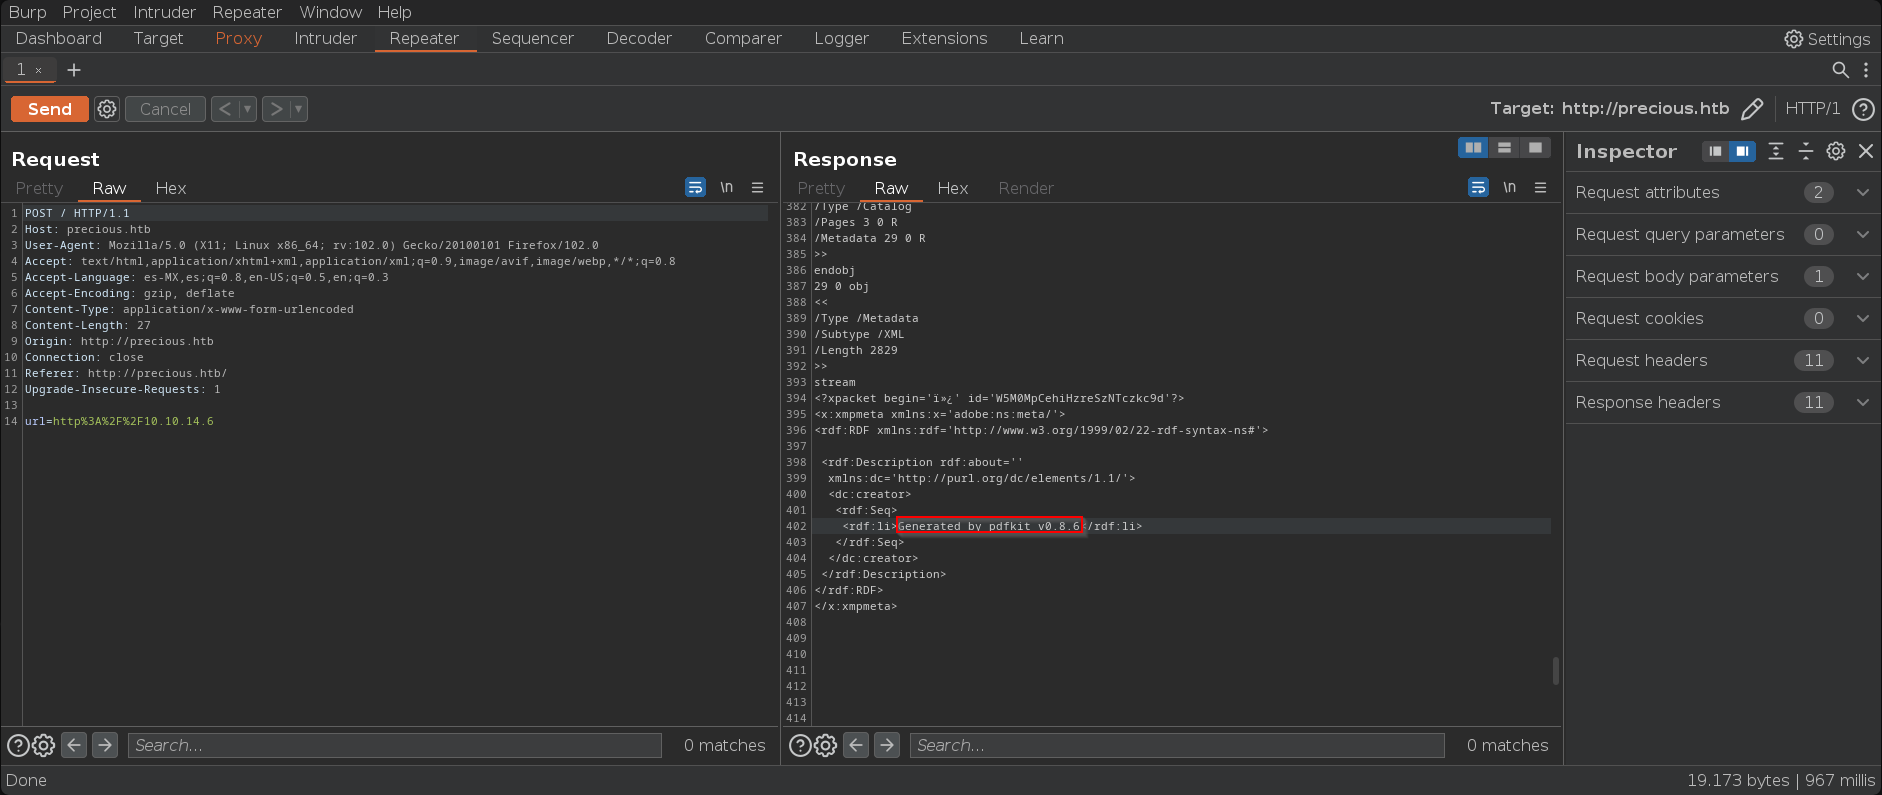 Burp Project Intruder Repeater Window Help
Dashboard Target Proxy Intruder Repeater Sequencer Decoder Comparer Logger Extensions Learn Settings
1 × +
Send Cancel < > Target: http://precious.htb HTTP/1 ?
Request
Pretty Raw Hex \n
1 POST / HTTP/1.1
2 Host: precious.htb
3 User-Agent: Mozilla/5.0 (X11; Linux x86_64; rv:102.0) Gecko/20100101 Firefox/102.0
4 Accept: text/html,application/xhtml+xml,application/xml;q=0.9,image/avif,image/webp,*/*;q=0.8
5 Accept-Language: es-MX,es;q=0.8,en-US;q=0.5,en;q=0.3
6 Accept-Encoding: gzip, deflate
7 Content-Type: application/x-www-form-urlencoded
8 Content-Length: 27
9 Origin: http://precious.htb
10 Connection: close
11 Referer: http://precious.htb/
12 Upgrade-Insecure-Requests: 1
13
14 url=http%3A%2F%2F10.10.14.6
Search...
0 matches
Response
Pretty Raw Hex Render \n
382 /Type /Catalog
383 /Pages 3 0 R
384 /Metadata 29 0 R
385 >>
386 endobj
387 29 0 obj
388 <<
389 /Type /Metadata
390 /Subtype /XML
391 /Length 2829
392 >>
393 stream
394 <?xpacket begin='ï»¿' id='W5M0MpCehiHzreSzNTczkc9d'?>
395 <x:xmpmeta xmlns:x='adobe:ns:meta/'>
396 <rdf:RDF xmlns:rdf='http://www.w3.org/1999/02/22-rdf-syntax-ns#'>
397
398 <rdf:Description rdf:about=''
399 xmlns:dc='http://purl.org/dc/elements/1.1/'>
400 <dc:creator>
401 <rdf:Seq>
402 <rdf:li>Generated by pdfkit v0.8.6</rdf:li>
403 </rdf:Seq>
404 </dc:creator>
405 </rdf:Description>
406 </rdf:RDF>
407 </x:xmpmeta>
408
409
410
411
412
413
414
Search...
0 matches
Inspector
Request attributes 2
Request query parameters 0
Request body parameters 1
Request cookies 0
Request headers 11
Response headers 11
Done
19.173 bytes | 967 millis